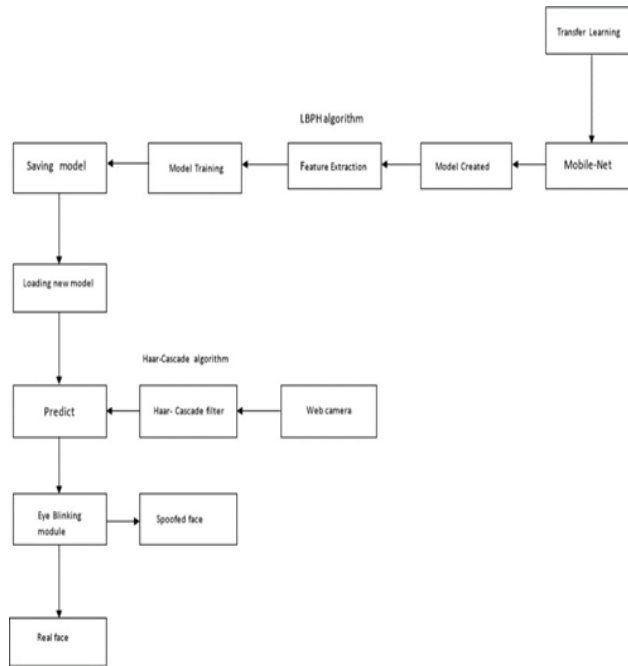 Transfer Learning
LBPH algorithm
Saving model
Model Training
Feature Extraction
Model Created
Mobile-Net
Loading new model
Haar-Cascade algorithm
Predict
Haar- Cascade filter
Web camera
Eye Blinking
module
Spoofed face
Real face